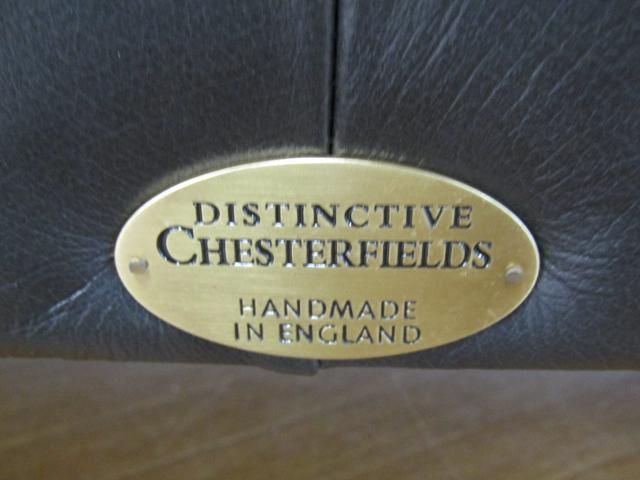 DISTINCTIVE
CHESTERFIELDS
HANDMADE
IN ENGLAND